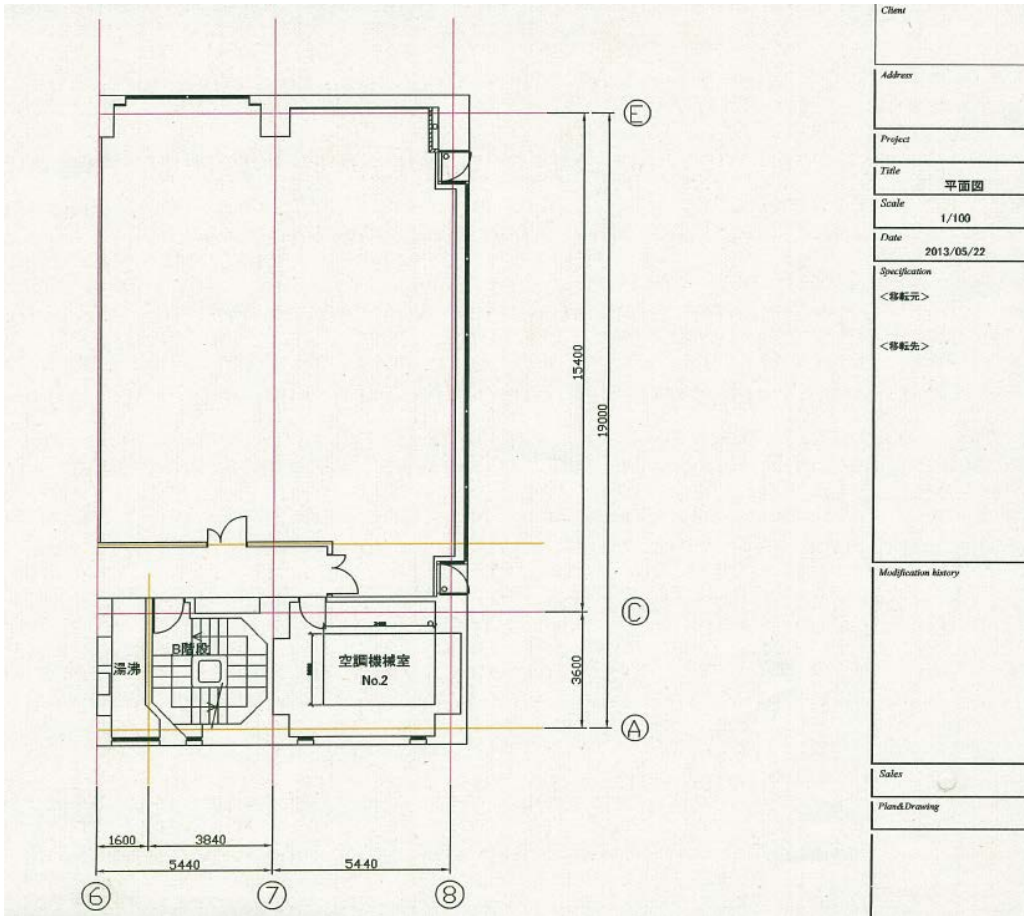 Client
Address
Project
Title
平面図
Scale
1/100
Date
2013/05/22
Specification
<移転元>
<移転先>
Modification history
Sales
Plan&Drawing
E
15400
19000
C
3600
A
湯沸
B階段
空調機械室
No.2
1600
3840
5440
5440
6
7
8